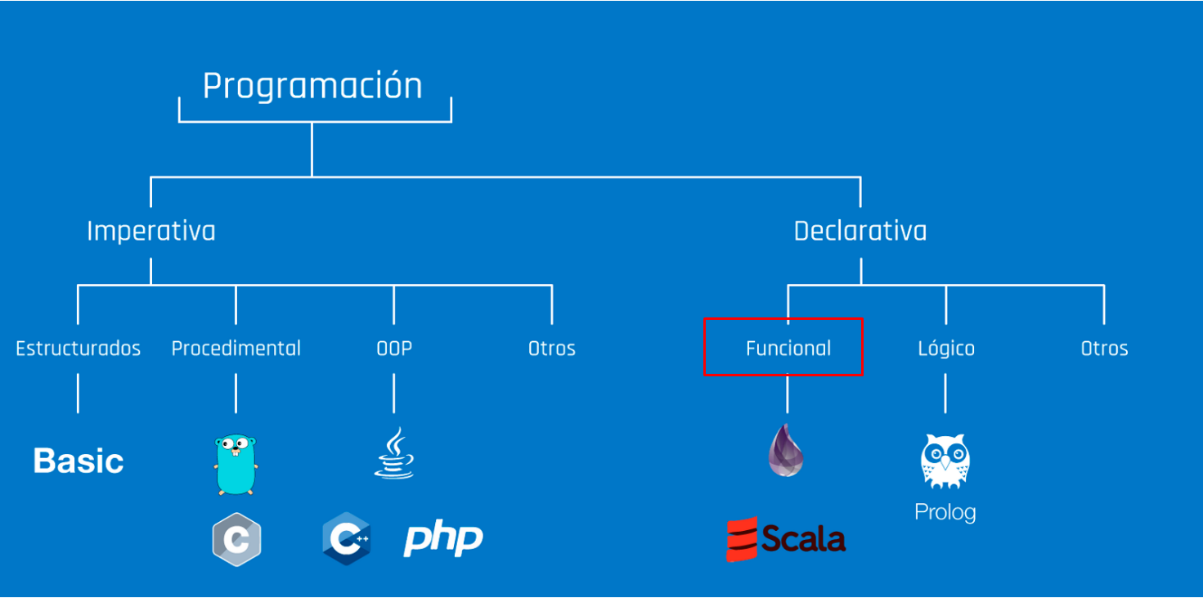 Programación
Imperativa
Declarativa
Estructurados
Procedimental
OOP
Otros
Funcional
Lógico
Otros
Basic
C
C++
php
Scala
Prolog